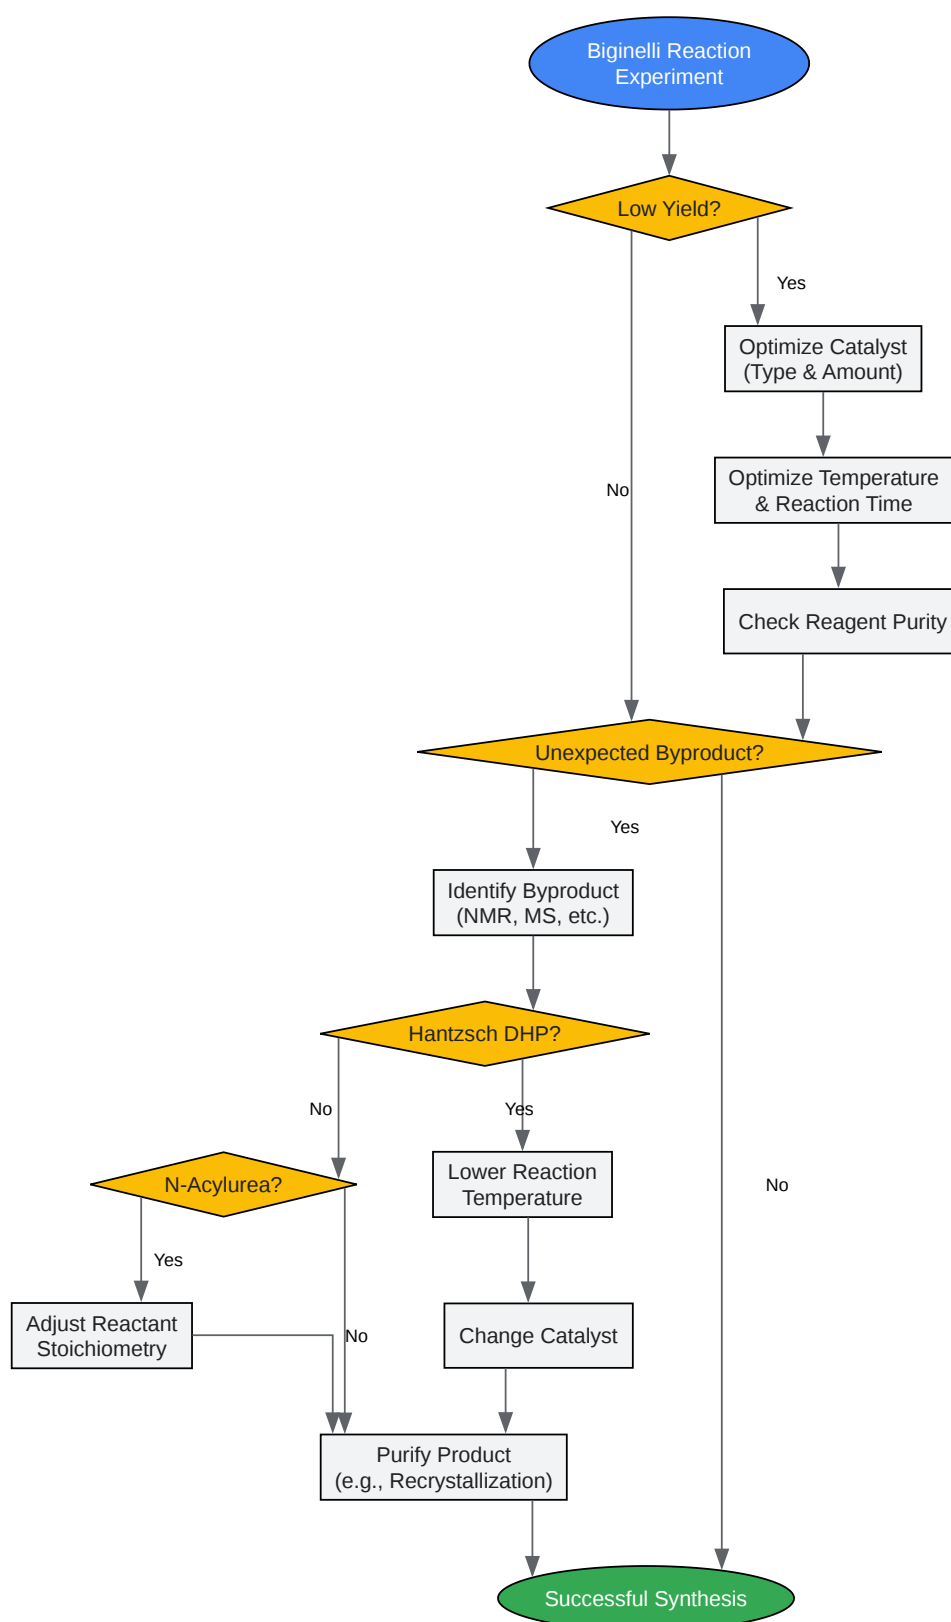 Biginelli Reaction
Experiment
Low Yield?
Yes
Optimize Catalyst
(Type & Amount)
Optimize Temperature
& Reaction Time
No
Check Reagent Purity
Unexpected Byproduct?
Yes
Identify Byproduct
(NMR, MS, etc.)
Hantzsch DHP?
No
Yes
N-Acylurea?
Lower Reaction
Temperature
No
Yes
Adjust Reactant
Stoichiometry
No
Change Catalyst
Purify Product
(e.g., Recrystallization)
Successful Synthesis